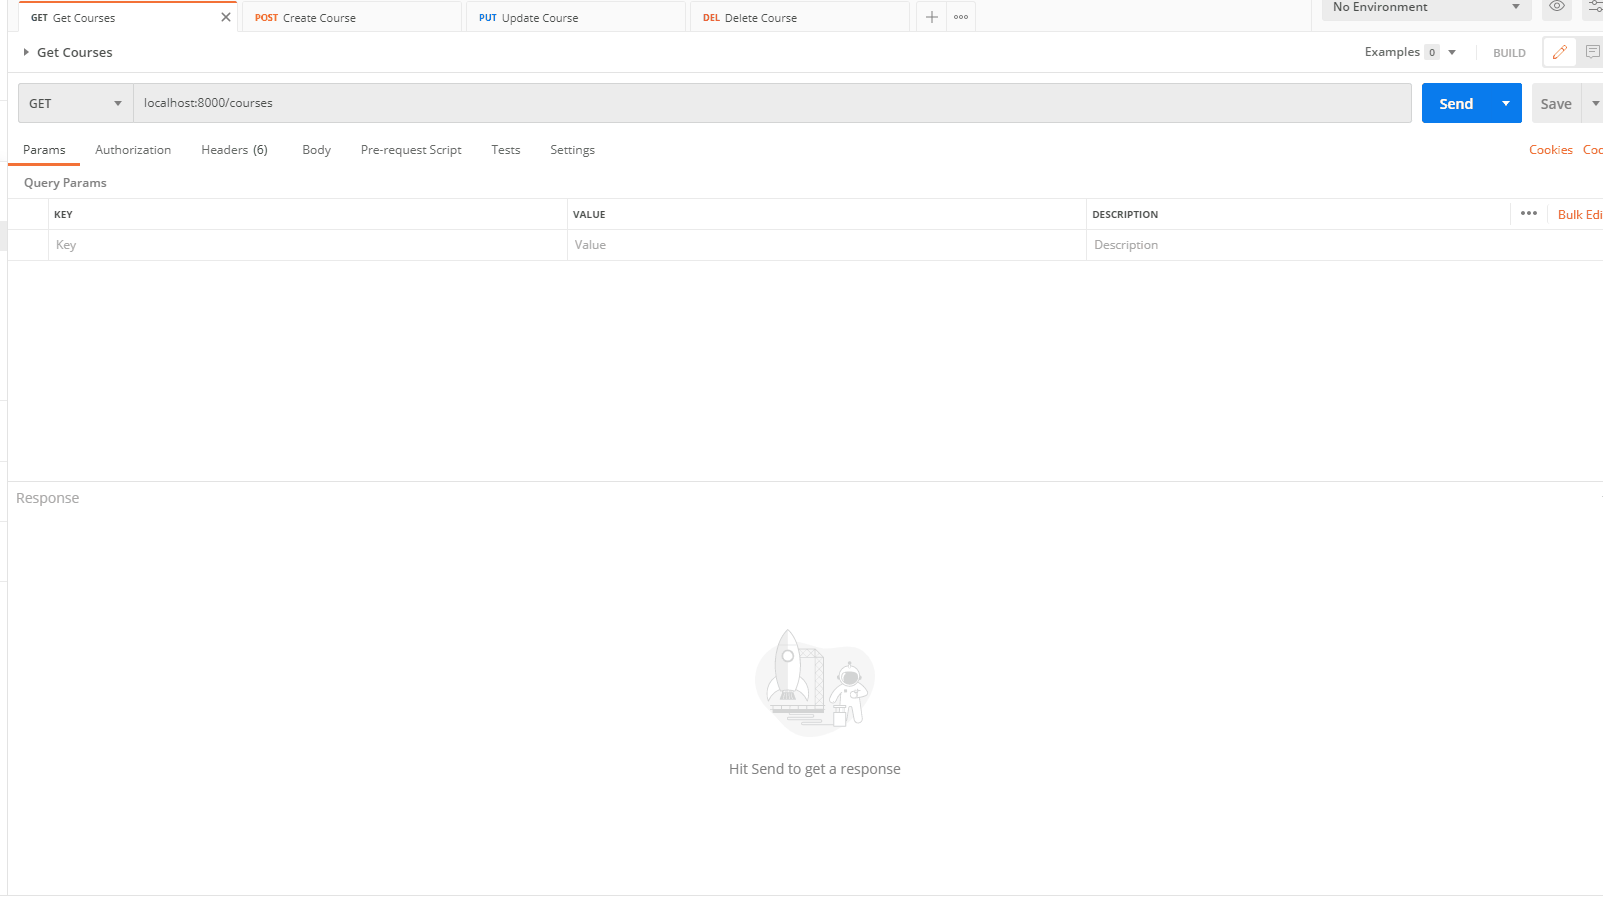 GET Get Courses POST Create Course PUT Update Course DEL Delete Course No Environment
Get Courses Examples 0 BUILD
GET localhost:8000/courses Send Save
Params Authorization Headers (6) Body Pre-request Script Tests Settings Cookies
Query Params
KEY VALUE DESCRIPTION Bulk Edi
Key Value Description
Response
Hit Send to get a response